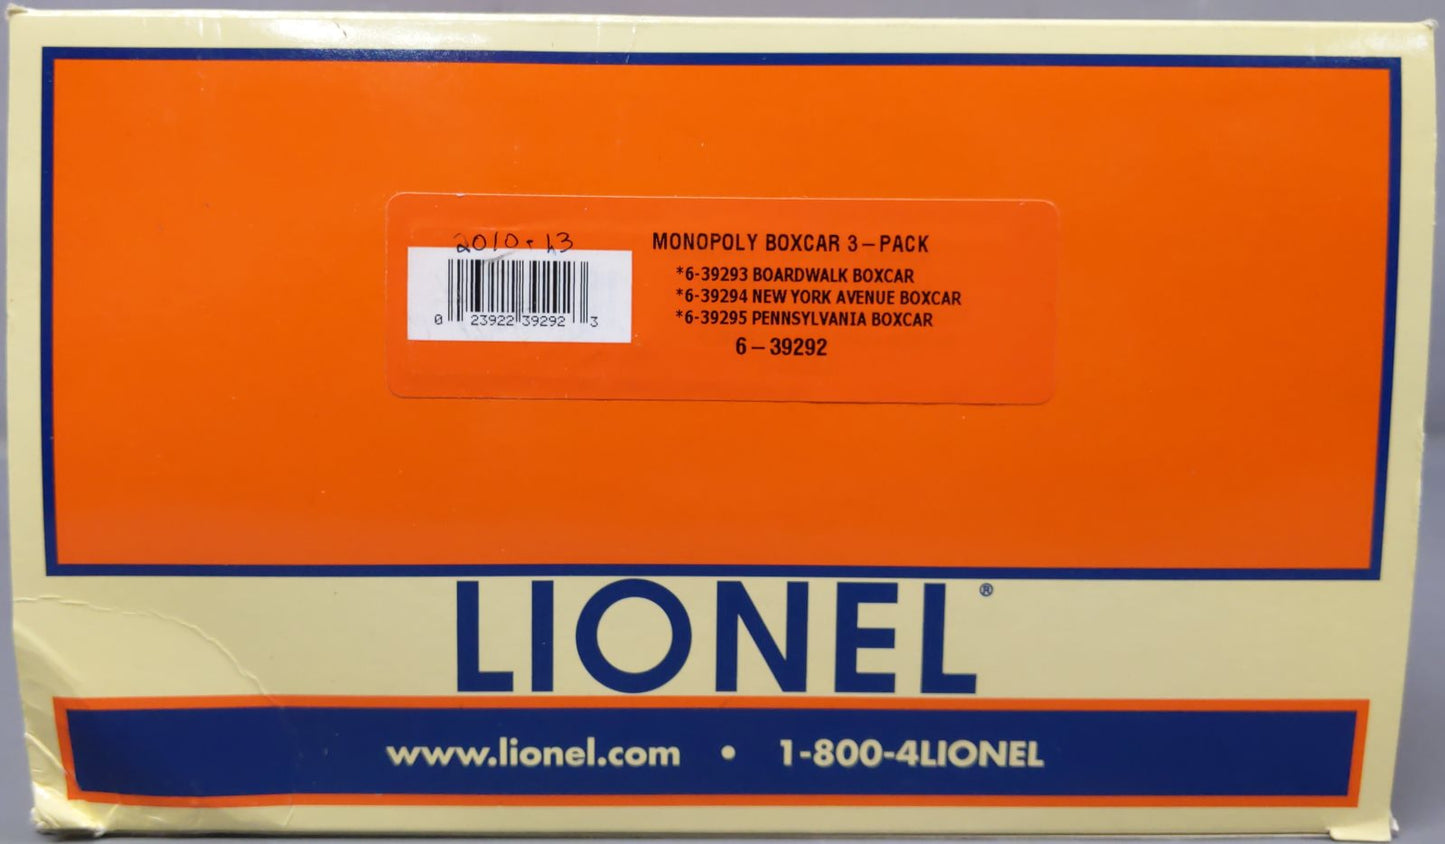 2010-13
0 23922 39292 3
MONOPOLY BOXCAR 3-PACK
*6-39293 BOARDWALK BOXCAR
*6-39294 NEW YORK AVENUE BOXCAR
*6-39295 PENNSYLVANIA BOXCAR
6-39292
LIONEL®
www.lionel.com • 1-800-4LIONEL